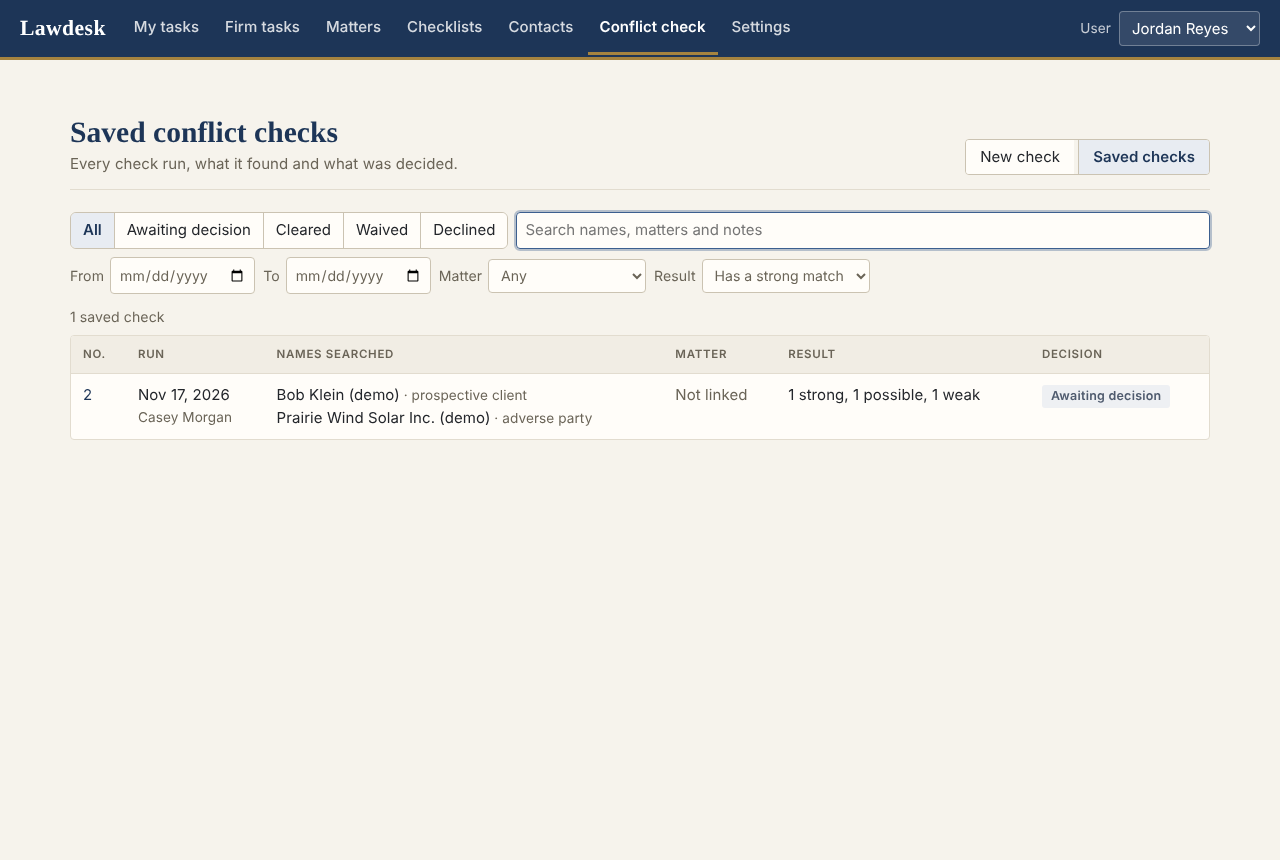 Lawdesk My tasks Firm tasks Matters Checklists Contacts Conflict check Settings User Jordan Reyes
Saved conflict checks
Every check run, what it found and what was decided.
New check Saved checks
All Awaiting decision Cleared Waived Declined Search names, matters and notes
From mm/dd/yyyy To mm/dd/yyyy Matter Any Result Has a strong match
1 saved check
NO. RUN NAMES SEARCHED MATTER RESULT DECISION
2 Nov 17, 2026 Bob Klein (demo) · prospective client Not linked 1 strong, 1 possible, 1 weak Awaiting decision
Casey Morgan Prairie Wind Solar Inc. (demo) · adverse party